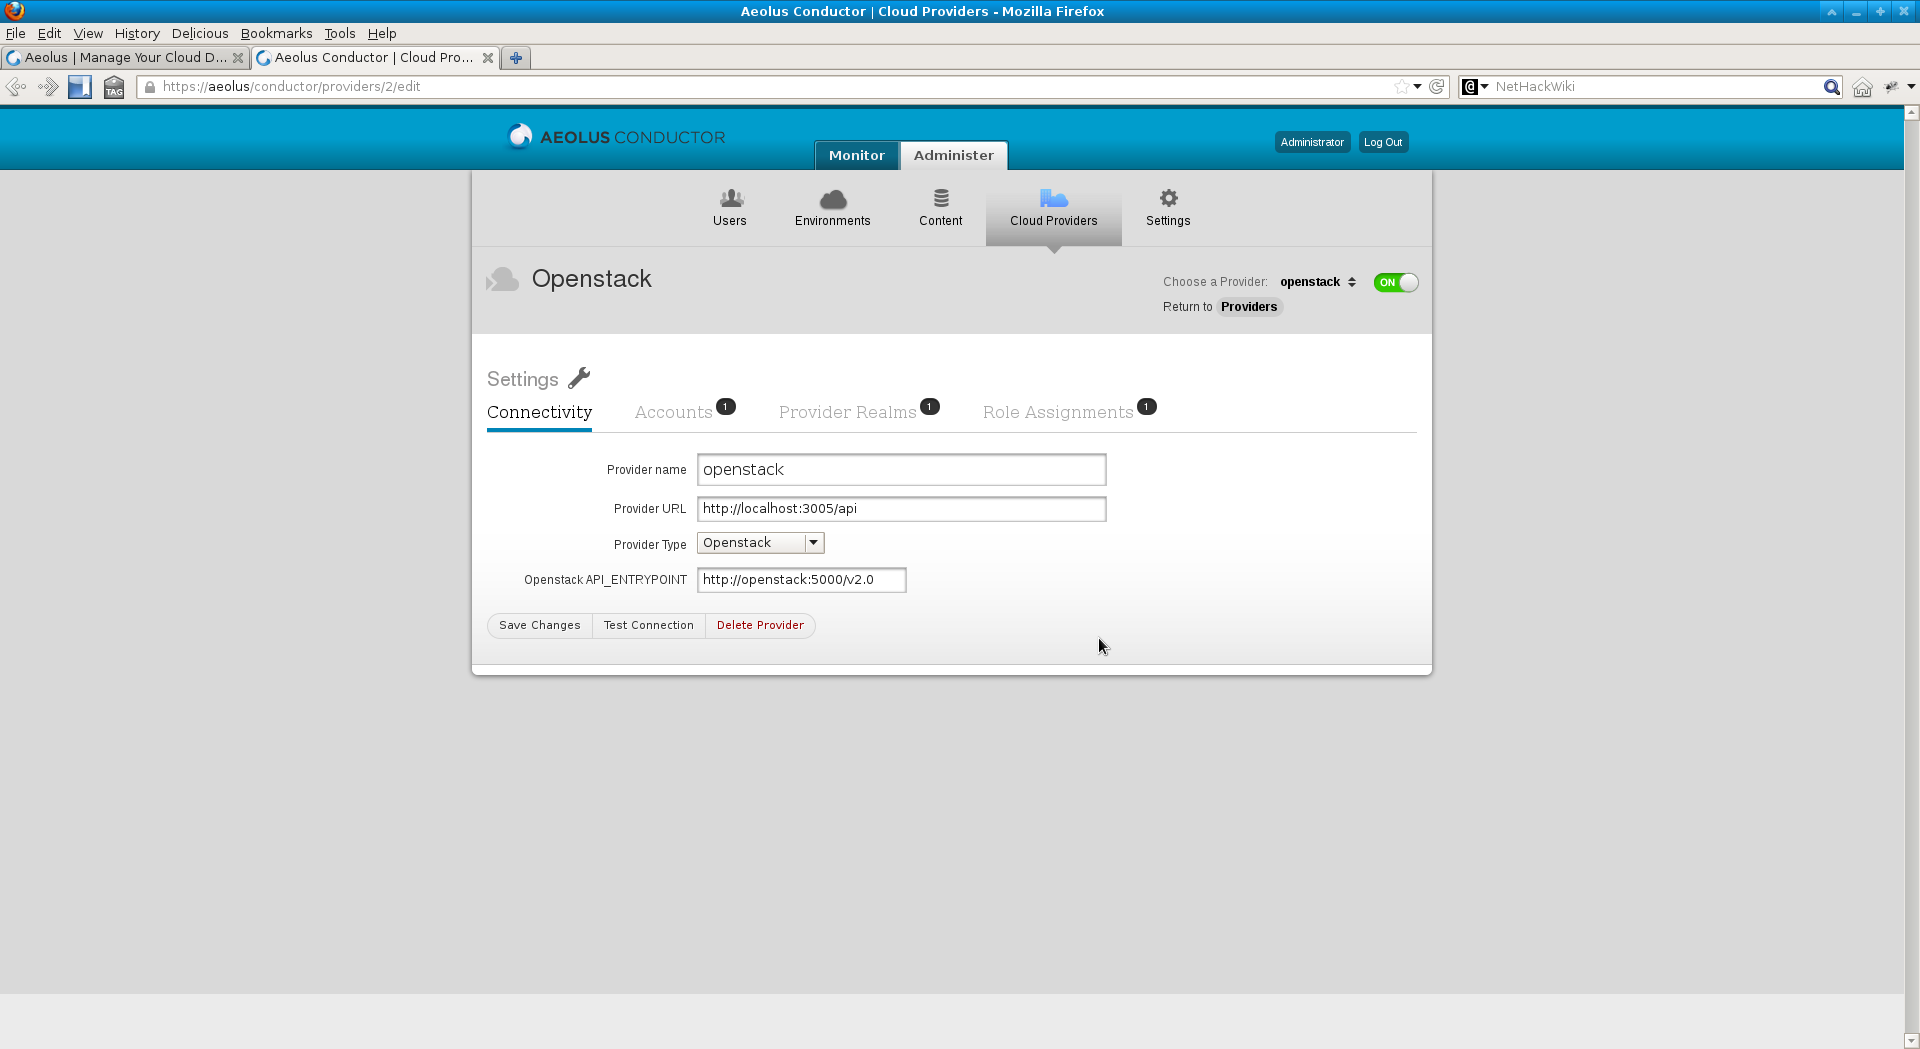 Aeolus Conductor | Cloud Providers - Mozilla Firefox
File Edit View History Delicious Bookmarks Tools Help
Aeolus | Manage Your Cloud D... Aeolus Conductor | Cloud Pro...
TAG https://aeolus/conductor/providers/2/edit @ NetHackWiki
AEOLUS CONDUCTOR
Monitor Administer
Administrator Log Out
Users Environments Content Cloud Providers Settings
Openstack
Choose a Provider: openstack ON
Return to Providers
Settings
Connectivity Accounts 1 Provider Realms 1 Role Assignments 1
Provider name openstack
Provider URL http://localhost:3005/api
Provider Type Openstack
Openstack API_ENTRYPOINT http://openstack:5000/v2.0
Save Changes Test Connection Delete Provider